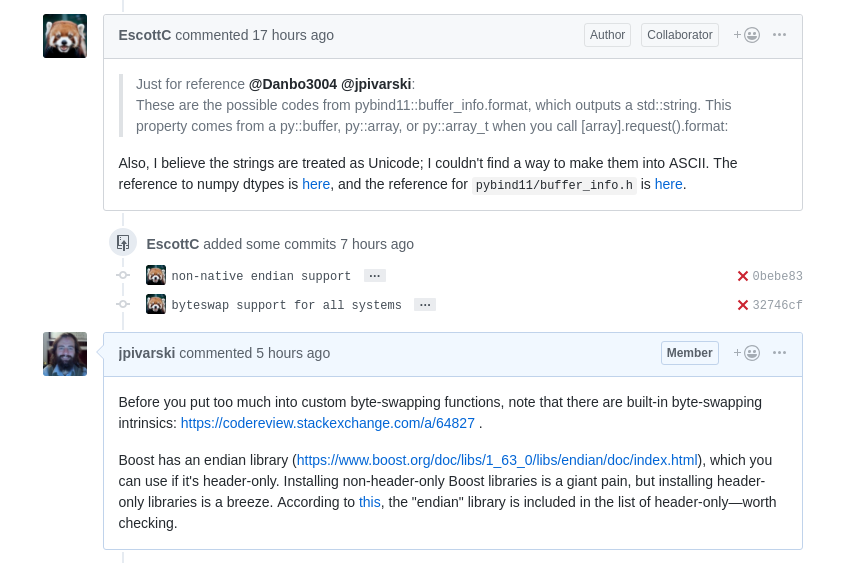 EscottC commented 17 hours ago Author Collaborator + ···
Just for reference @Danbo3004 @jpivarski:
These are the possible codes from pybind11::buffer_info.format, which outputs a std::string. This
property comes from a py::buffer, py::array, or py::array_t when you call [array].request().format:
Also, I believe the strings are treated as Unicode; I couldn't find a way to make them into ASCII. The
reference to numpy dtypes is here, and the reference for pybind11/buffer_info.h is here.
EscottC added some commits 7 hours ago
non-native endian support ··· 0bebe83
byteswap support for all systems ··· 32746cf
jpivarski commented 5 hours ago Member + ···
Before you put too much into custom byte-swapping functions, note that there are built-in byte-swapping
intrinsics: https://codereview.stackexchange.com/a/64827 .
Boost has an endian library (https://www.boost.org/doc/libs/1_63_0/libs/endian/doc/index.html), which you
can use if it's header-only. Installing non-header-only Boost libraries is a giant pain, but installing header-
only libraries is a breeze. According to this, the "endian" library is included in the list of header-only—worth
checking.